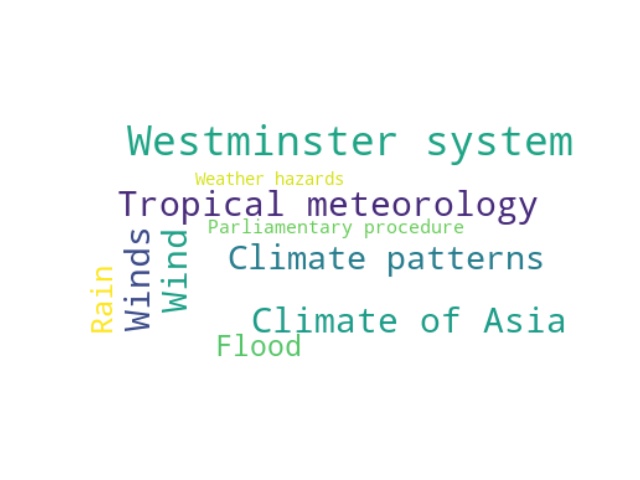 Westminster system
Weather hazards
Tropical meteorology
Parliamentary procedure
Climate patterns
Rain
Winds
Wind
Climate of Asia
Flood